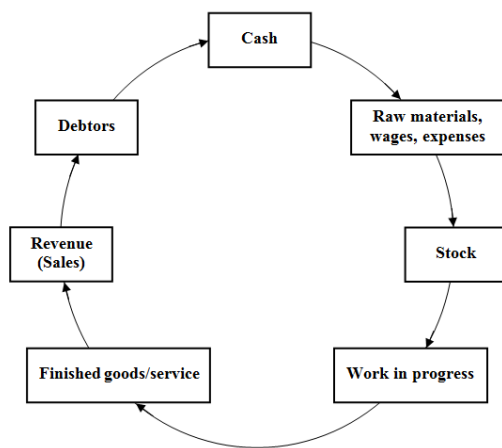 Cash
Raw materials,
wages, expenses
Stock
Work in progress
Finished goods/service
Revenue
(Sales)
Debtors